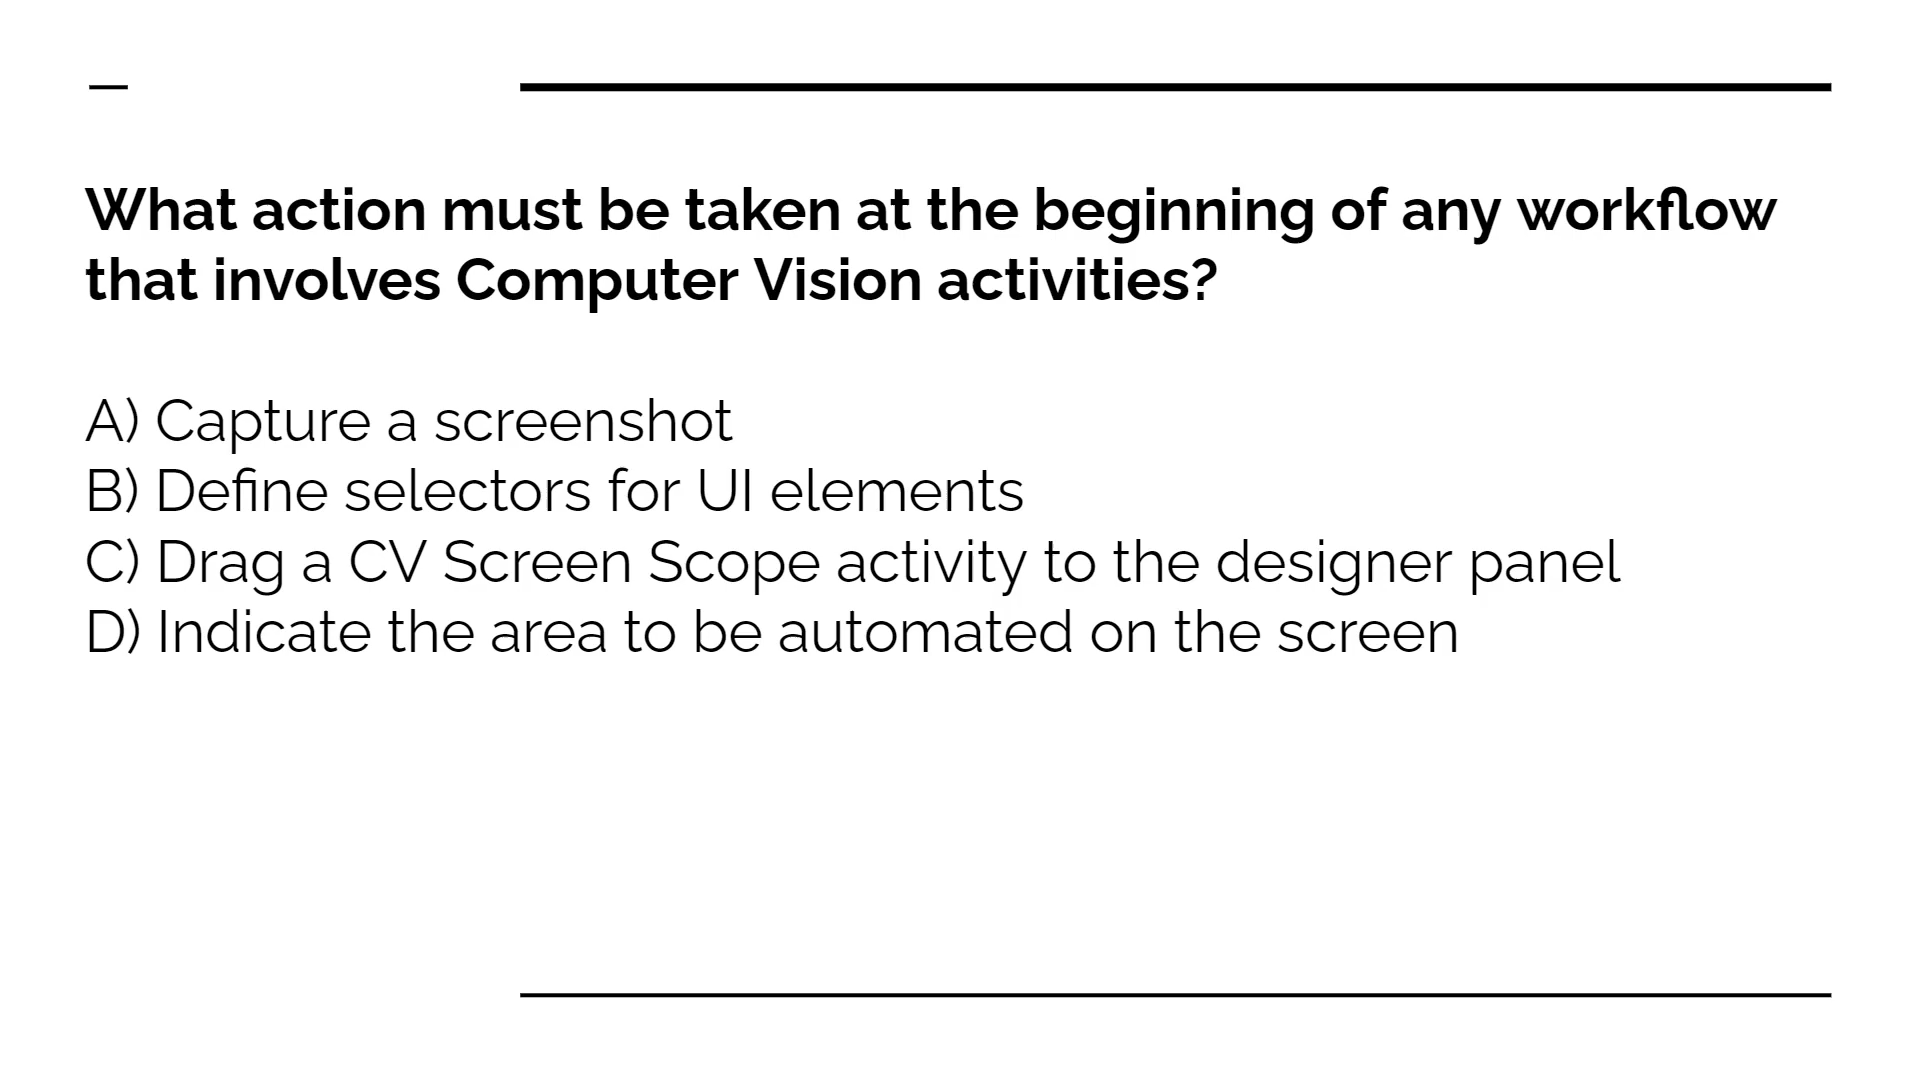 What action must be taken at the beginning of any workflow
that involves Computer Vision activities?
A) Capture a screenshot
B) Define selectors for UI elements
C) Drag a CV Screen Scope activity to the designer panel
D) Indicate the area to be automated on the screen